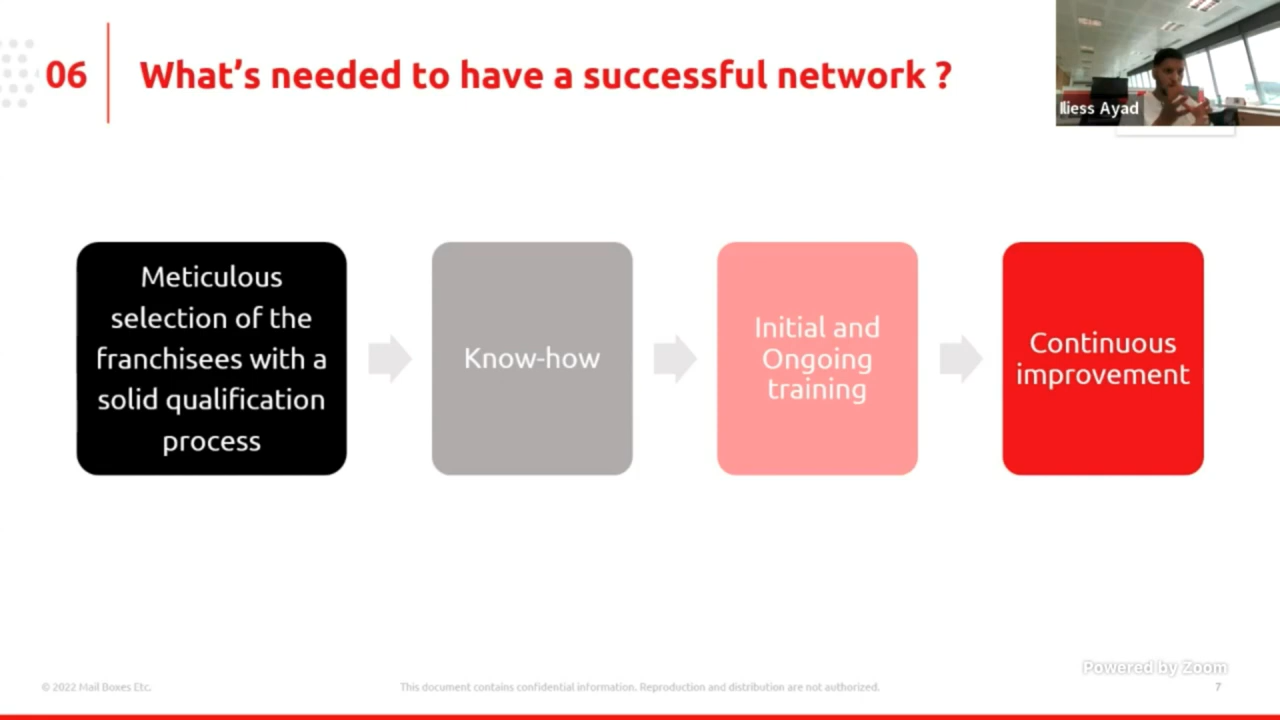 06
What's needed to have a successful network ?
Iliess Ayad
Meticulous
selection of the
franchisees with a
solid qualification
process
Know-how
Initial and
Ongoing
training
Continuous
improvement
Powered by Zoom
© 2022 Mail Boxes Etc.
This document contains confidential information. Reproduction and distribution are not authorized.
7